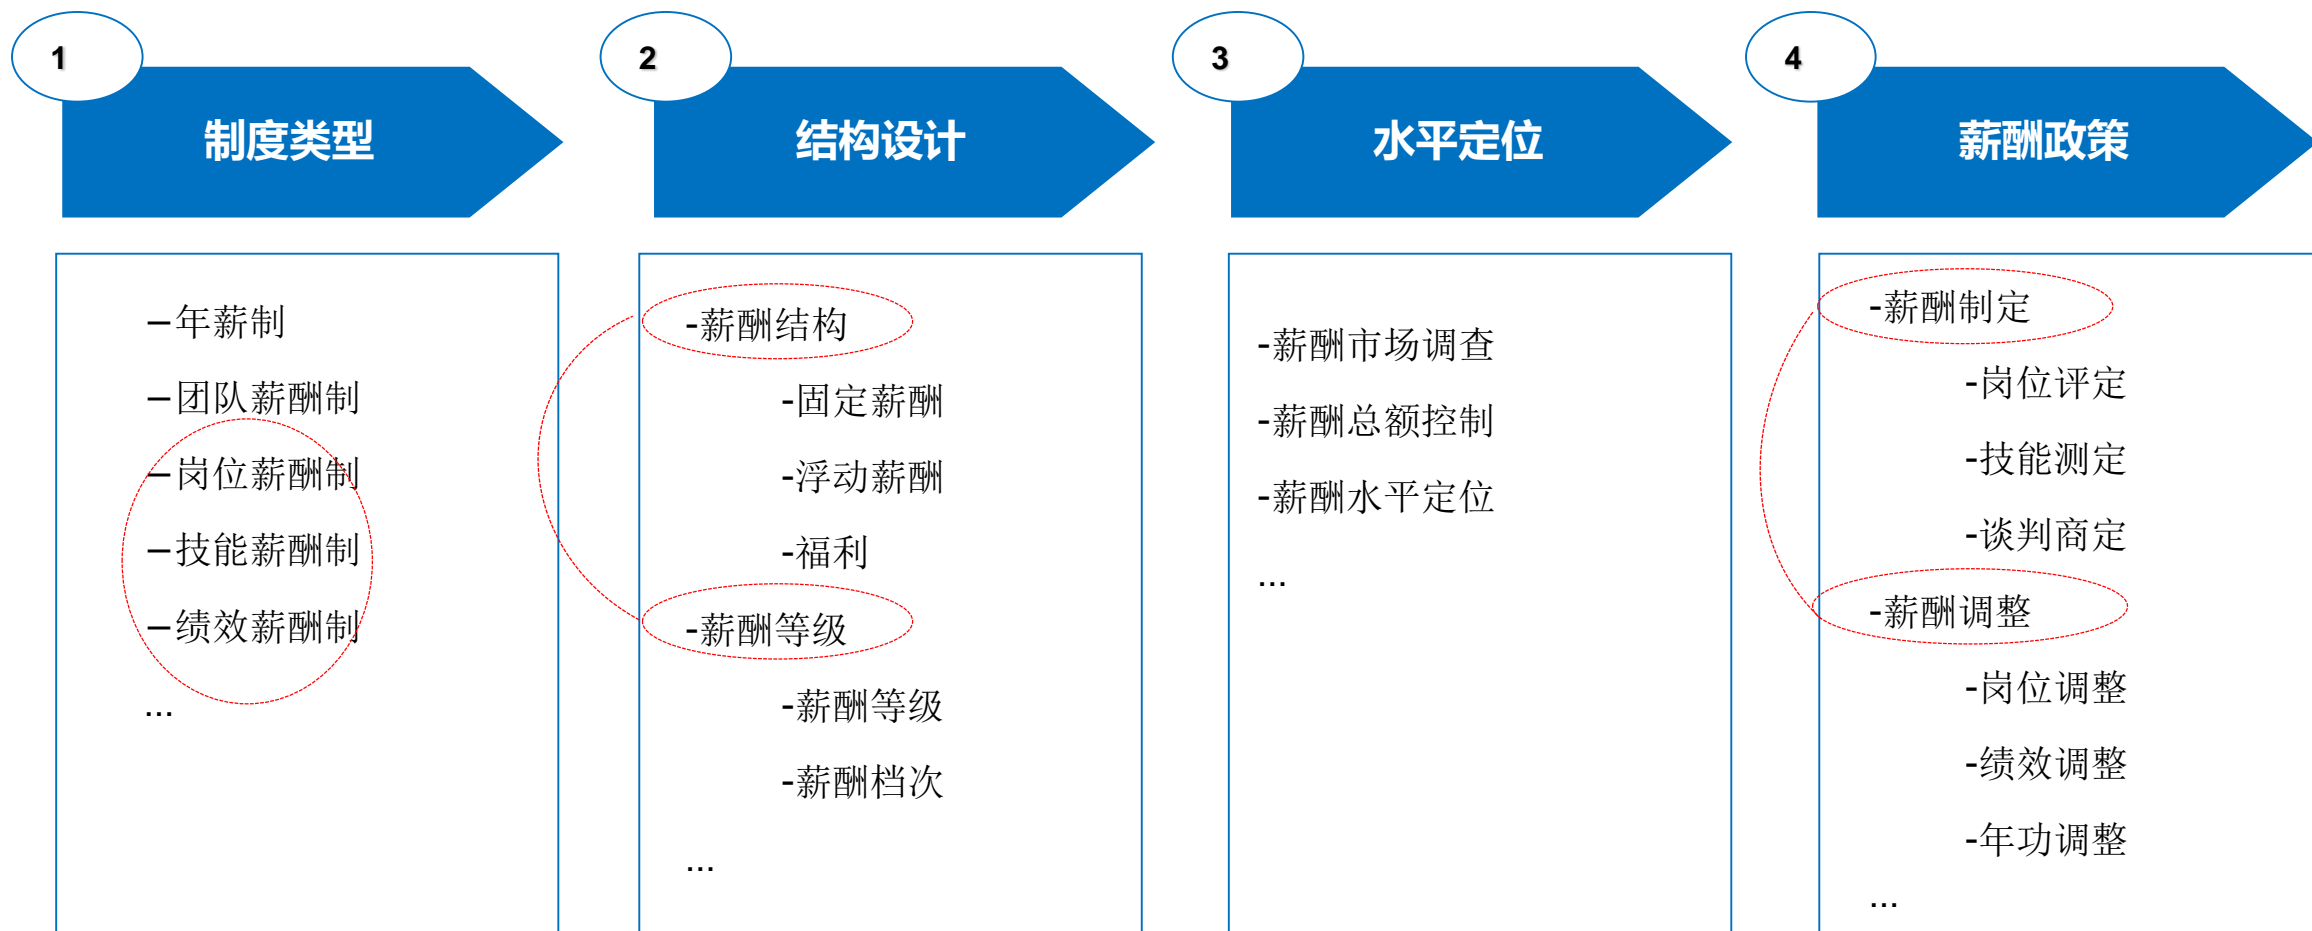 1
制度类型
–年薪制
–团队薪酬制
–岗位薪酬制
–技能薪酬制
–绩效薪酬制
...
2
结构设计
-薪酬结构
-固定薪酬
-浮动薪酬
-福利
-薪酬等级
-薪酬等级
-薪酬档次
...
3
水平定位
-薪酬市场调查
-薪酬总额控制
-薪酬水平定位
...
4
薪酬政策
-薪酬制定
-岗位评定
-技能测定
-谈判商定
-薪酬调整
-岗位调整
-绩效调整
-年功调整
...